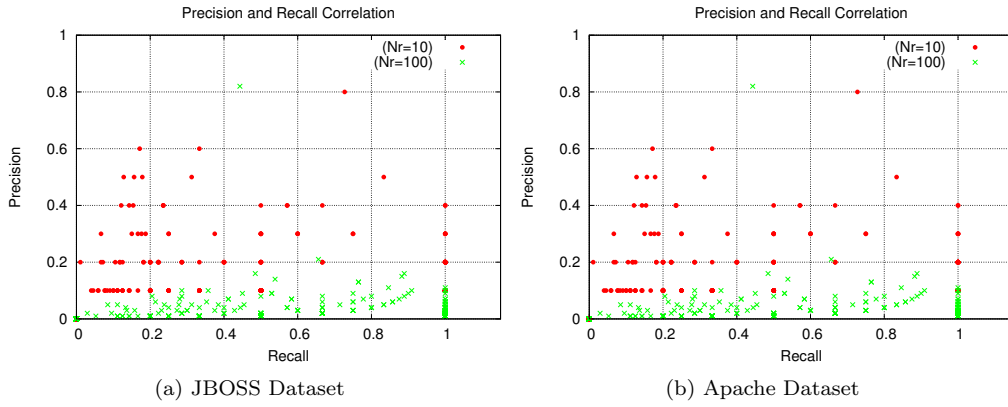 Precision and Recall Correlation
1
0.8
0.6
0.4
0.2
0
Precision
(Nr=10)
(Nr=100)
0
0.2
0.4
0.6
0.8
1
Recall
(a) JBOSS Dataset
Precision and Recall Correlation
1
0.8
0.6
0.4
0.2
0
Precision
(Nr=10)
(Nr=100)
0
0.2
0.4
0.6
0.8
1
Recall
(b) Apache Dataset